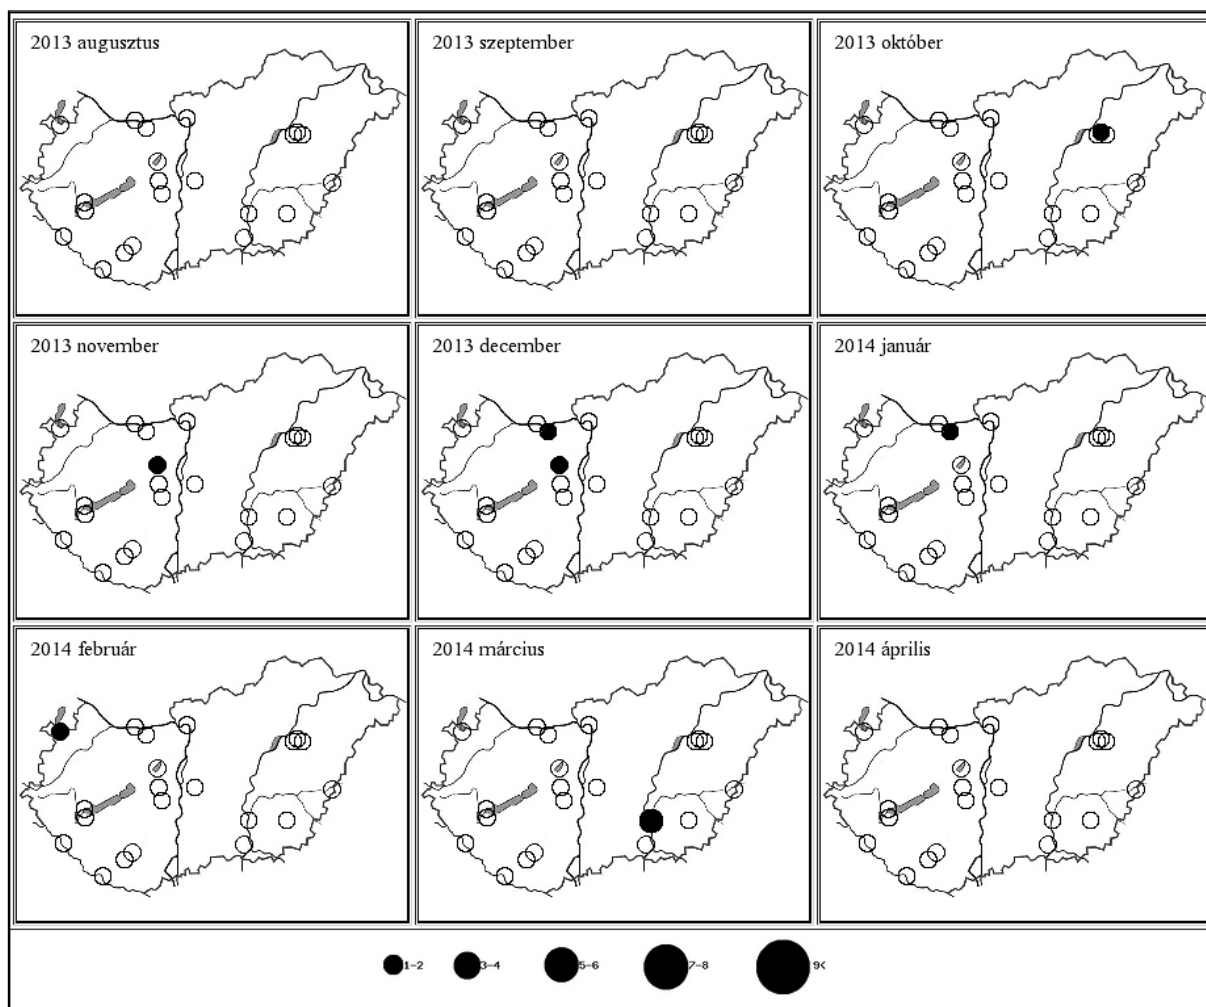 2013 augusztus
2013 szeptember
2013 október
2013 november
2013 december
2014 január
2014 február
2014 március
2014 április
1-2 3-4 5-6 7-8 9<